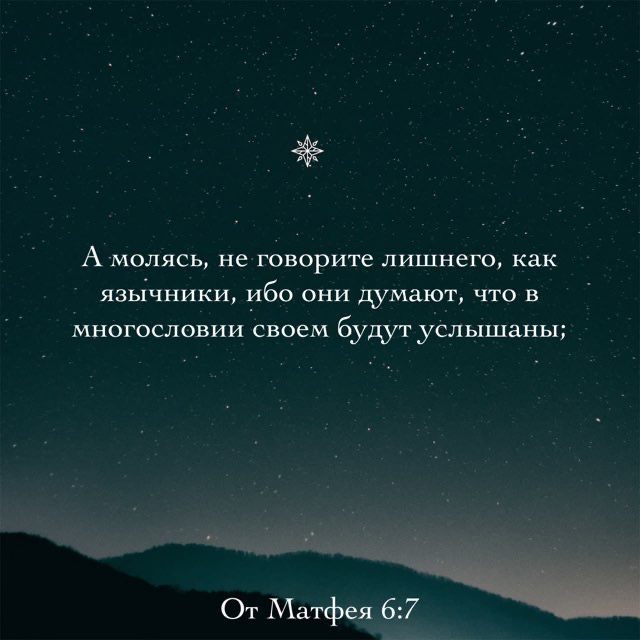 А молясь, не говорите лишнего, как
язычники, ибо они думают, что в
многословии своем будут услышаны;
От Матфея 6:7